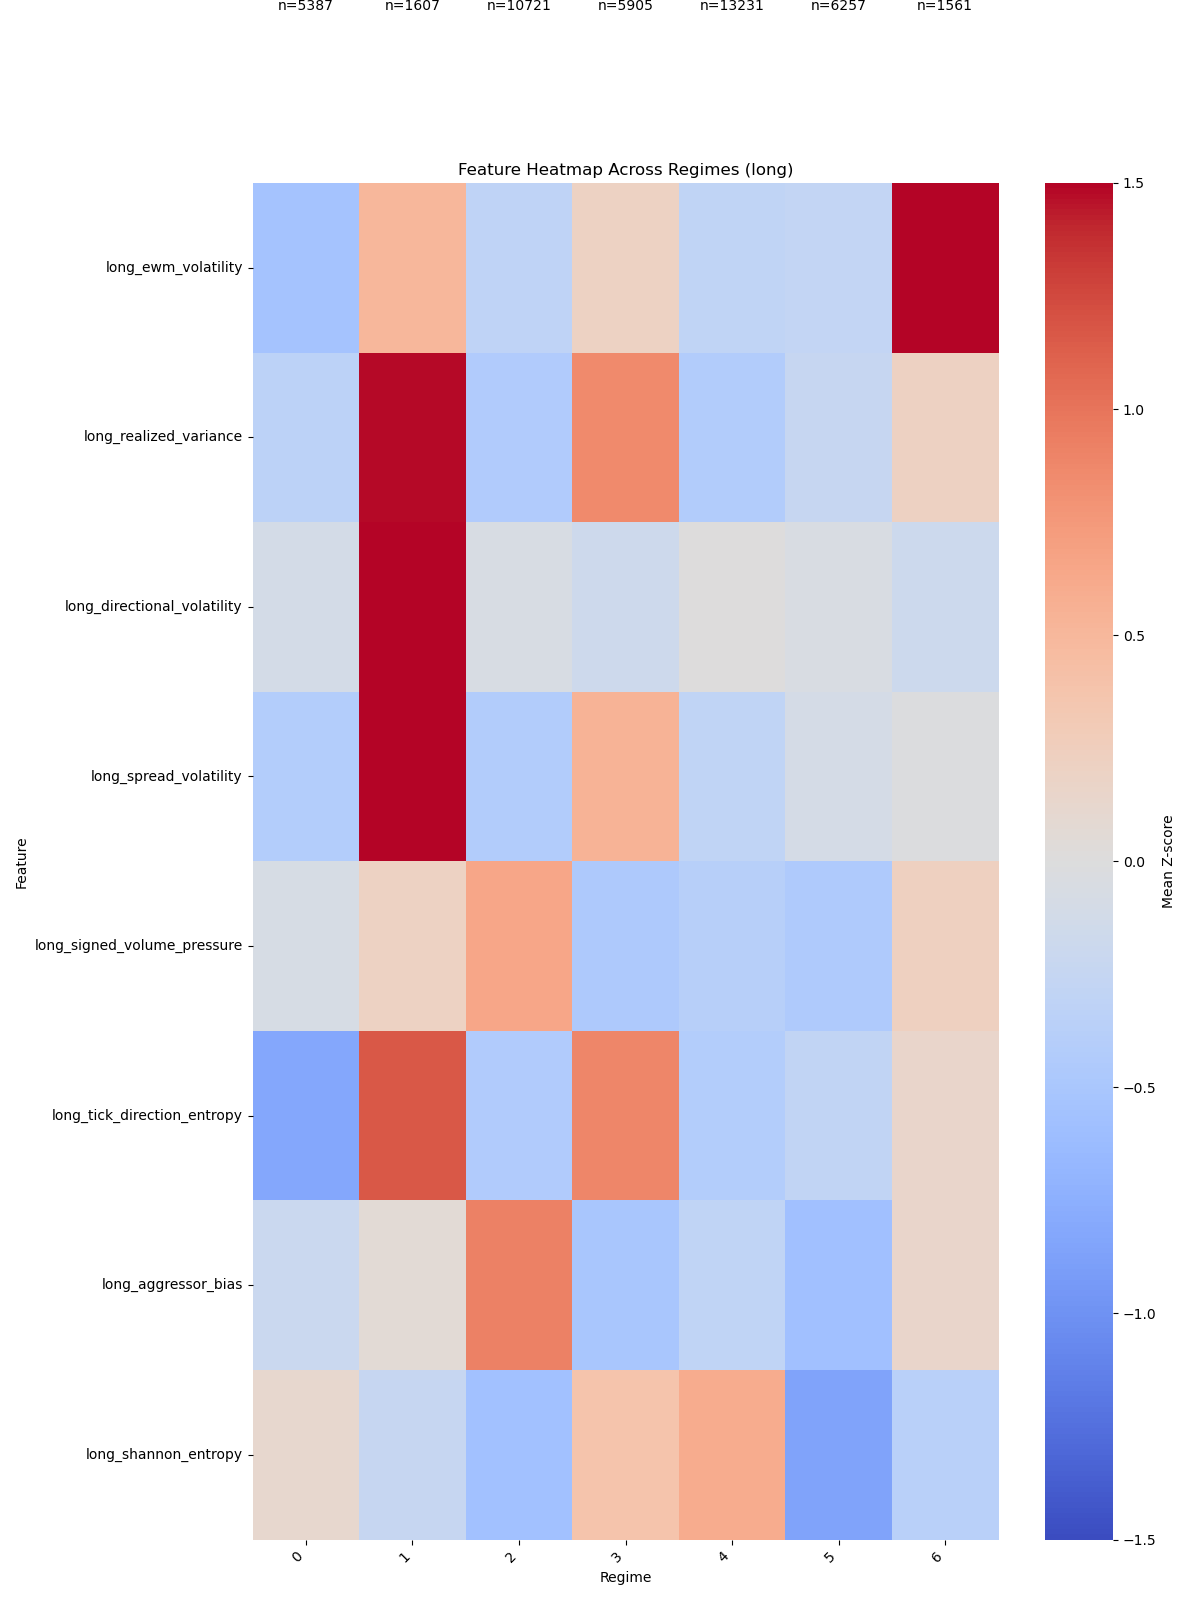 n=5387 n=1607 n=10721 n=5905 n=13231 n=6257 n=1561
Feature Heatmap Across Regimes (long)
Feature
long_ewm_volatility
long_realized_variance
long_directional_volatility
long_spread_volatility
long_signed_volume_pressure
long_tick_direction_entropy
long_aggressor_bias
long_shannon_entropy
0 1 2 3 4 5 6
Regime
1.5
1.0
0.5
0.0
−0.5
−1.0
−1.5
Mean Z-score